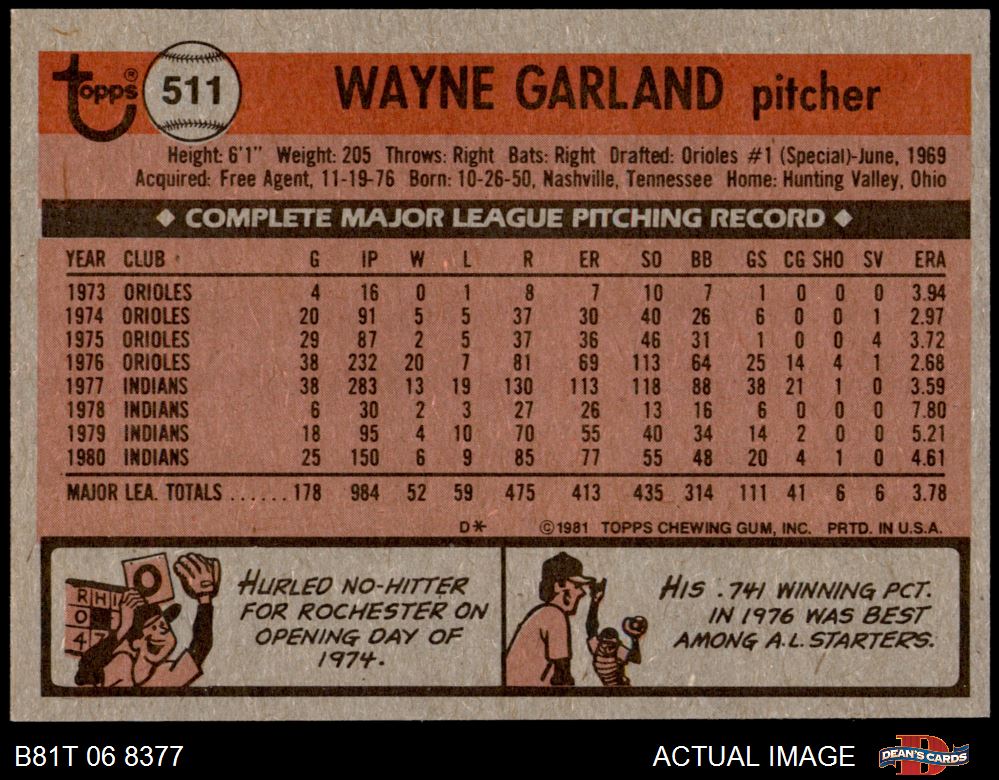 topps®
511
WAYNE GARLAND pitcher
Height: 6'1" Weight: 205 Throws: Right Bats: Right Drafted: Orioles #1 (Special)-June, 1969
Acquired: Free Agent, 11-19-76 Born: 10-26-50, Nashville, Tennessee Home: Hunting Valley, Ohio
◆ COMPLETE MAJOR LEAGUE PITCHING RECORD ◆
YEAR CLUB G IP W L R ER SO BB GS CG SHO SV ERA
1973 ORIOLES 4 16 0 1 8 7 10 7 1 0 0 0 3.94
1974 ORIOLES 20 91 5 5 37 30 40 26 6 0 0 1 2.97
1975 ORIOLES 29 87 2 5 37 36 46 31 1 0 0 4 3.72
1976 ORIOLES 38 232 20 7 81 69 113 64 25 14 4 1 2.68
1977 INDIANS 38 283 13 19 130 113 118 88 38 21 1 0 3.59
1978 INDIANS 6 30 2 3 27 26 13 16 6 0 0 0 7.80
1979 INDIANS 18 95 4 10 70 55 40 34 14 2 0 0 5.21
1980 INDIANS 25 150 6 9 85 77 55 48 20 4 1 0 4.61
MAJOR LEA. TOTALS ...... 178 984 52 59 475 413 435 314 111 41 6 6 3.78
D* ©1981 TOPPS CHEWING GUM, INC. PRTD. IN U.S.A.
RHI
0
0
47
HURLED NO-HITTER
FOR ROCHESTER ON
OPENING DAY OF
1974.
HIS .741 WINNING PCT.
IN 1976 WAS BEST
AMONG A.L. STARTERS.
B81T 06 8377 ACTUAL IMAGE
DEAN'S CARDS